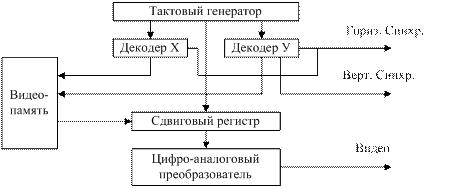 Тактовый генератор
Гориз. Синхр.
Декодер Х
Декодер У
Верт. Синхр.
Видео-
память
Сдвиговый регистр
Видео
Цифро-аналоговый
преобразователь